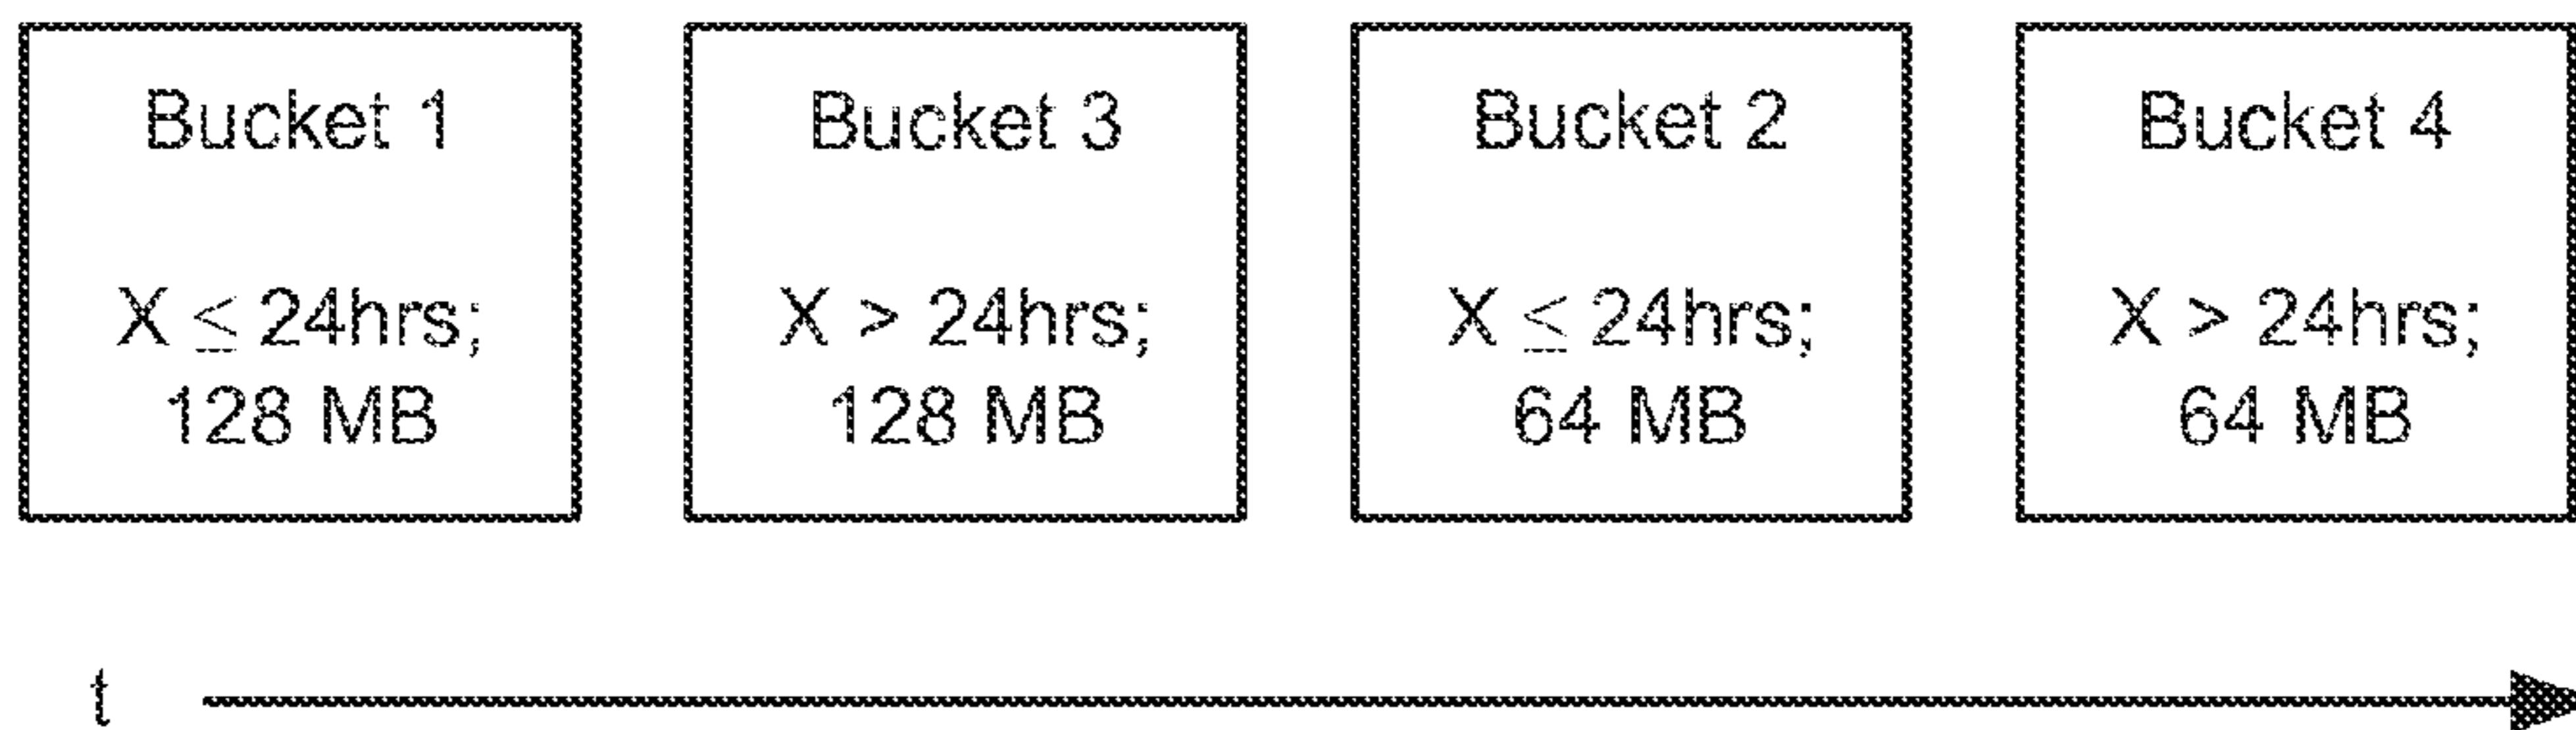 Bucket 1
X ≤ 24hrs;
128 MB
Bucket 3
X > 24hrs;
128 MB
Bucket 2
X ≤ 24hrs;
64 MB
Bucket 4
X > 24hrs;
64 MB
t